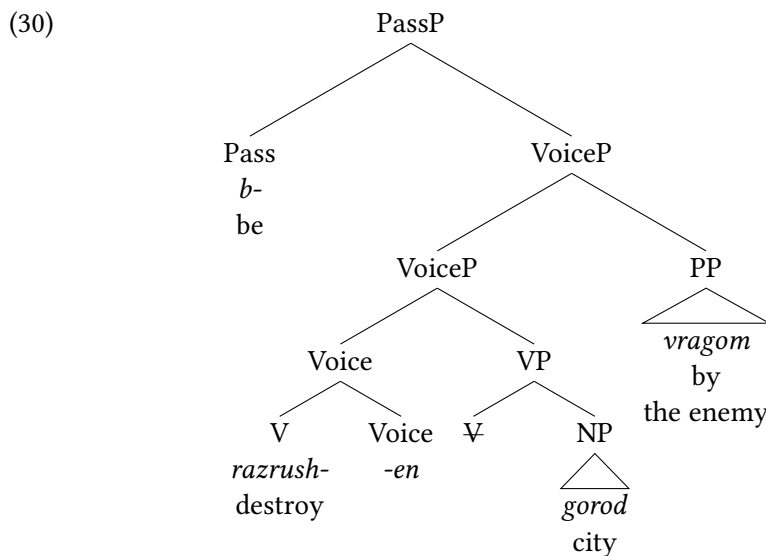 (30)
PassP
Pass VoiceP
b-
be
VoiceP PP
vragom
by
the enemy
Voice VP
V Voice V̶ NP
razrush- -en gorod
destroy city